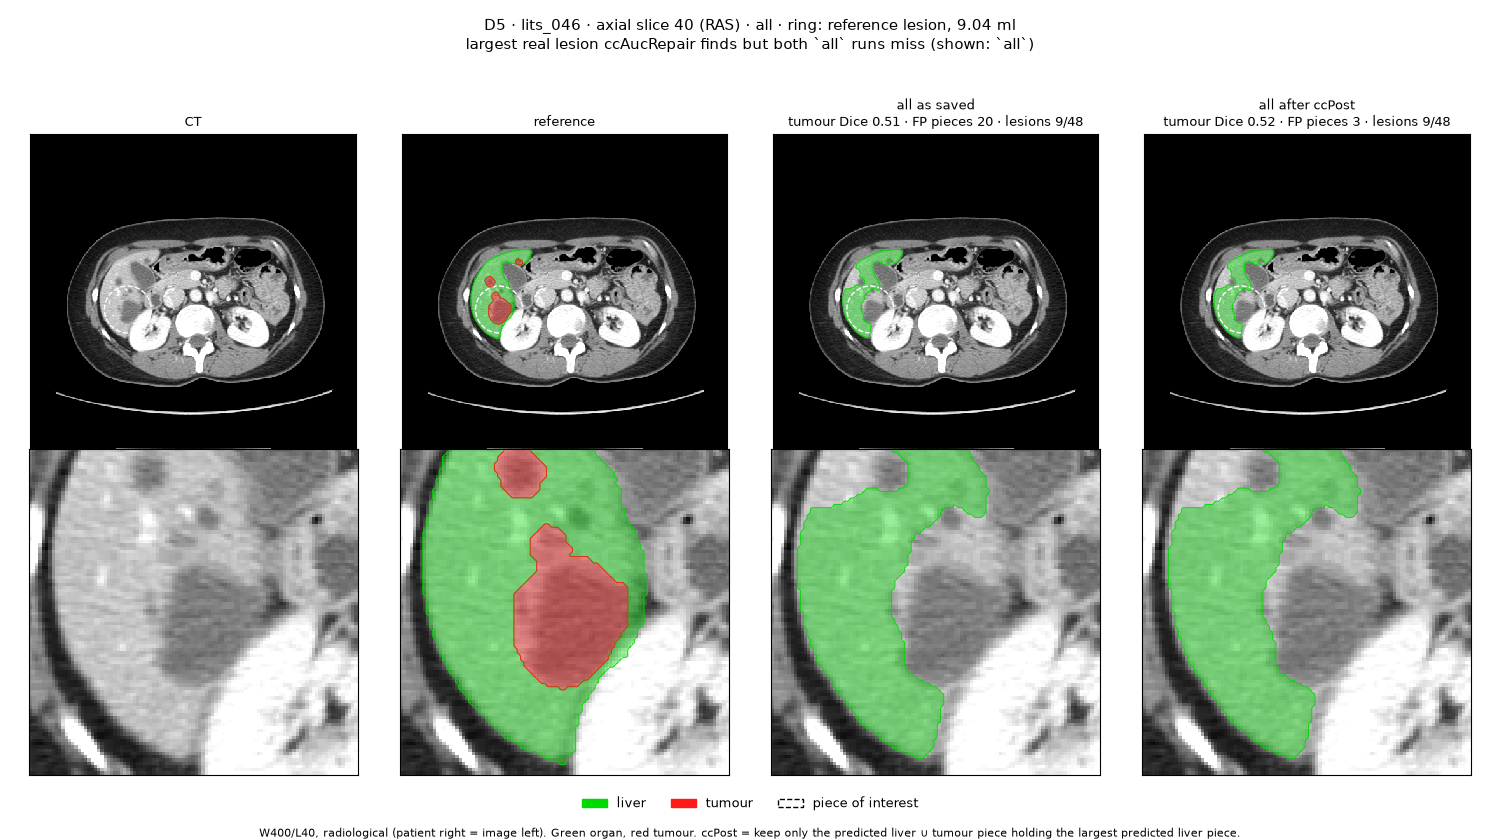 D5 · lits_046 · axial slice 40 (RAS) · all · ring: reference lesion, 9.04 ml
largest real lesion ccAucRepair finds but both `all` runs miss (shown: `all`)
CT
reference
all as saved
tumour Dice 0.51 · FP pieces 20 · lesions 9/48
all after ccPost
tumour Dice 0.52 · FP pieces 3 · lesions 9/48
liver
tumour
piece of interest
W400/L40, radiological (patient right = image left). Green organ, red tumour. ccPost = keep only the predicted liver ∪ tumour piece holding the largest predicted liver piece.